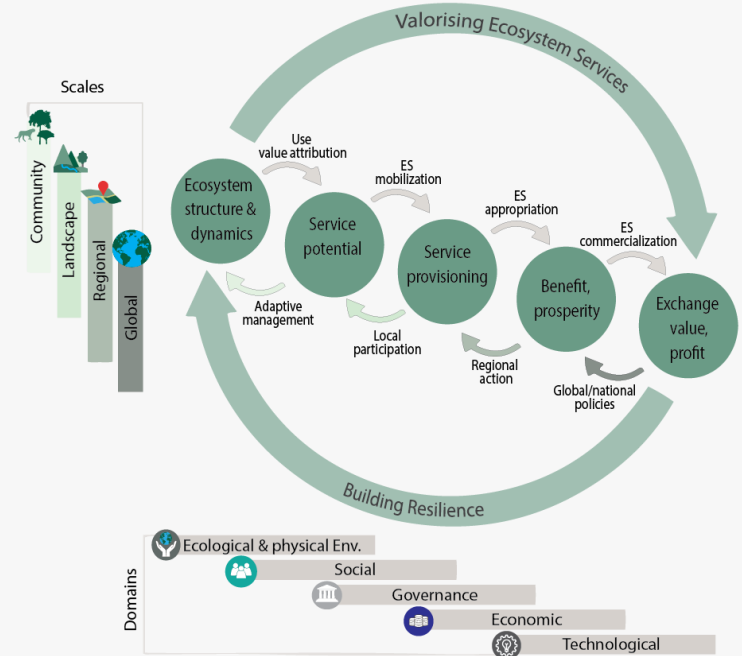 Valorising Ecosystem Services
Scales
Community
Landscape
Regional
Global
Use
value attribution
ES
mobilization
ES
appropriation
ES
commercialization
Ecosystem
structure &
dynamics
Service
potential
Service
provisioning
Benefit,
prosperity
Exchange
value,
profit
Adaptive
management
Local
participation
Regional
action
Global/national
policies
Building Resilience
Domains
Ecological & physical Env.
Social
Governance
Economic
Technological